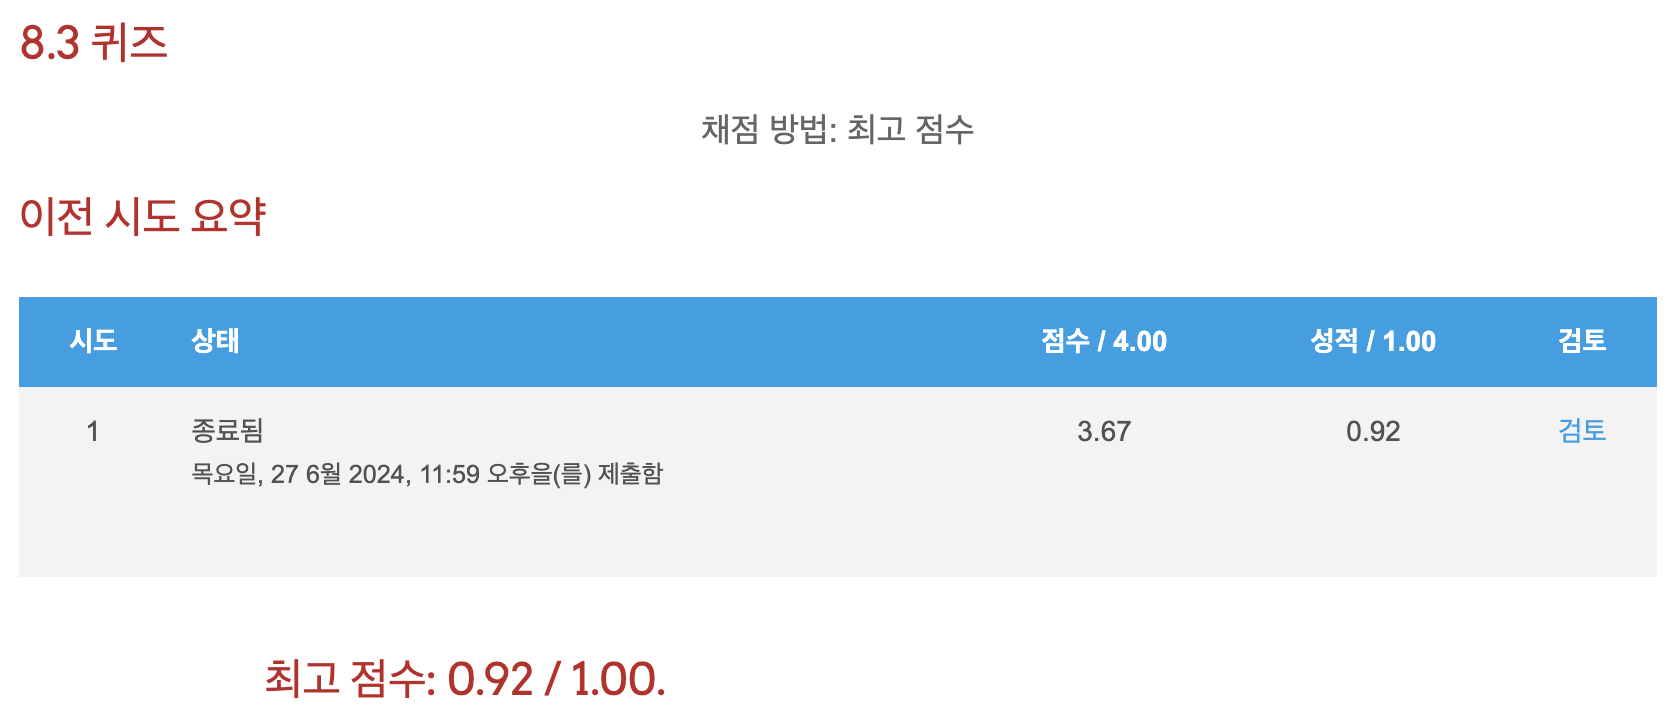 8.3 퀴즈
채점 방법: 최고 점수
이전 시도 요약
시도 상태 점수 / 4.00 성적 / 1.00 검토
1 종료됨 3.67 0.92 검토
목요일, 27 6월 2024, 11:59 오후을(를) 제출함
최고 점수: 0.92 / 1.00.